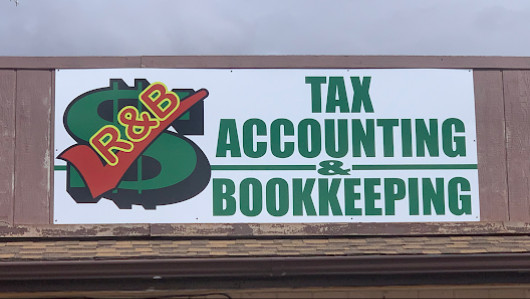 R&B
TAX
ACCOUNTING
&
BOOKKEEPING